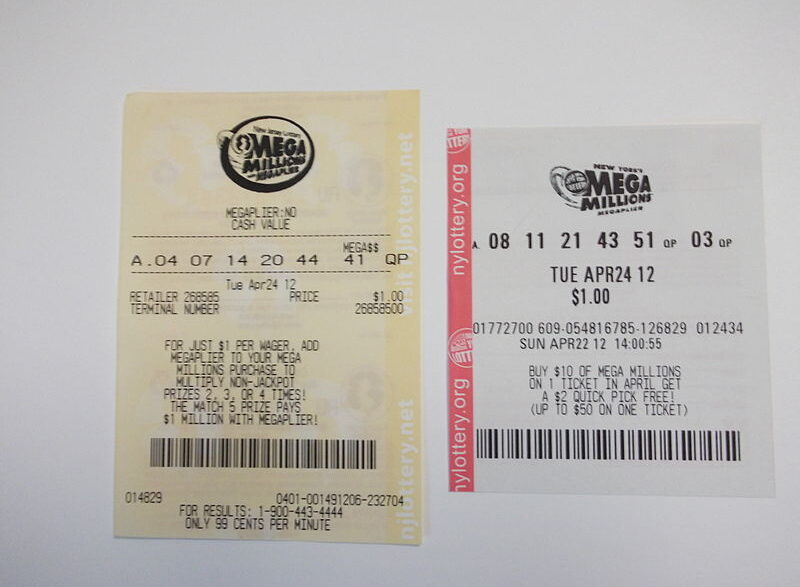 New Jersey Lottery
MEGA
MILLIONS
MEGAPLIER
MEGAPLIER:NO
CASH VALUE
MEGA$$
A.04 07 14 20 44 41 QP
Tue Apr24 12
RETAILER 268585 PRICE $1.00
TERMINAL NUMBER 26858500
FOR JUST $1 PER WAGER, ADD
MEGAPLIER TO YOUR MEGA
MILLIONS PURCHASE TO
MULTIPLY NON-JACKPOT
PRIZES 2, 3, OR 4 TIMES!
THE MATCH 5 PRIZE PAYS
$1 MILLION WITH MEGAPLIER!
014829 0401-001491206-232704
FOR RESULTS: 1-900-443-4444
ONLY 99 CENTS PER MINUTE
visit njlottery.net
njlottery.net
nylottery.org
nylottery.org
NEW YORK'S
MEGA
MILLIONS
MEGAPLIER
A. 08 11 21 43 51 QP 03 QP
TUE APR24 12
$1.00
01772700 609-054816785-126829 012434
SUN APR22 12 14:00:55
BUY $10 OF MEGA MILLIONS
ON 1 TICKET IN APRIL GET
A $2 QUICK PICK FREE!
(UP TO $50 ON ONE TICKET)